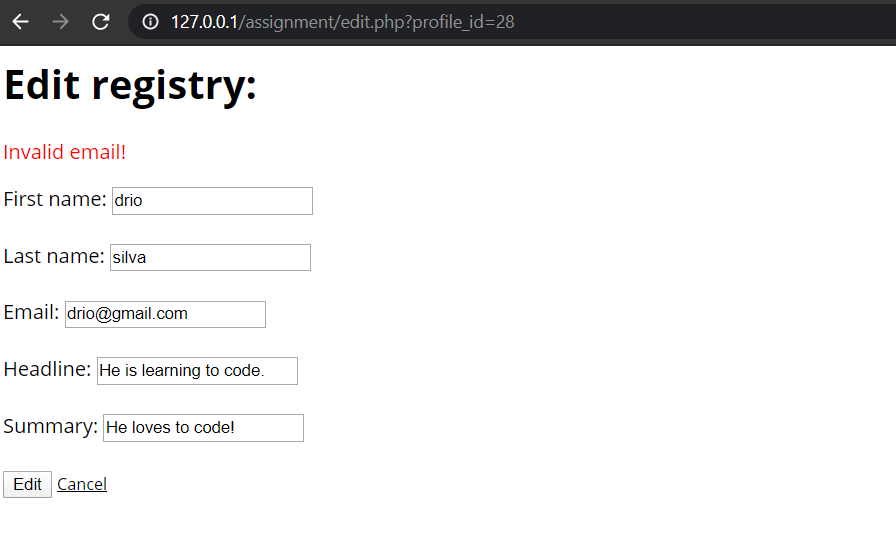 127.0.0.1/assignment/edit.php?profile_id=28
Edit registry:
Invalid email!
First name: drio
Last name: silva
Email: drio@gmail.com
Headline: He is learning to code.
Summary: He loves to code!
Edit Cancel